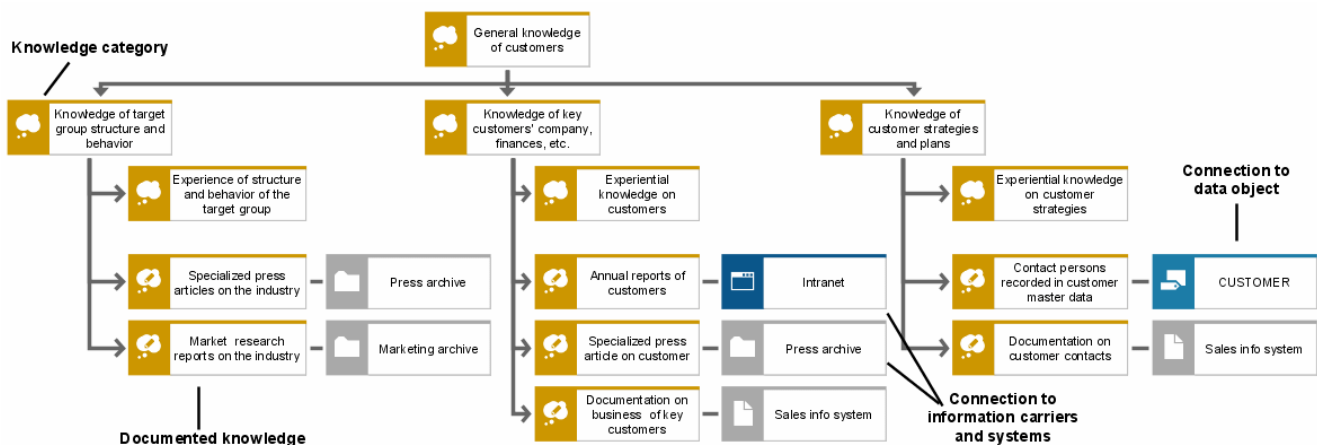 General knowledge
of customers
Knowledge category
Knowledge of target
group structure and
behavior
Knowledge of key
customers' company,
finances, etc.
Knowledge of
customer strategies
and plans
Experience of structure
and behavior of the
target group
Experiential
knowledge on
customers
Experiential knowledge
on customer
strategies
Connection to
data object
Specialized press
articles on the industry
Press archive
Annual reports of
customers
Intranet
Contact persons
recorded in customer
master data
CUSTOMER
Market research
reports on the industry
Marketing archive
Specialized press
article on customer
Press archive
Documentation on
customer contacts
Sales info system
Documentation on
business of key
customers
Sales info system
Connection to
information carriers
and systems
Documented knowledge